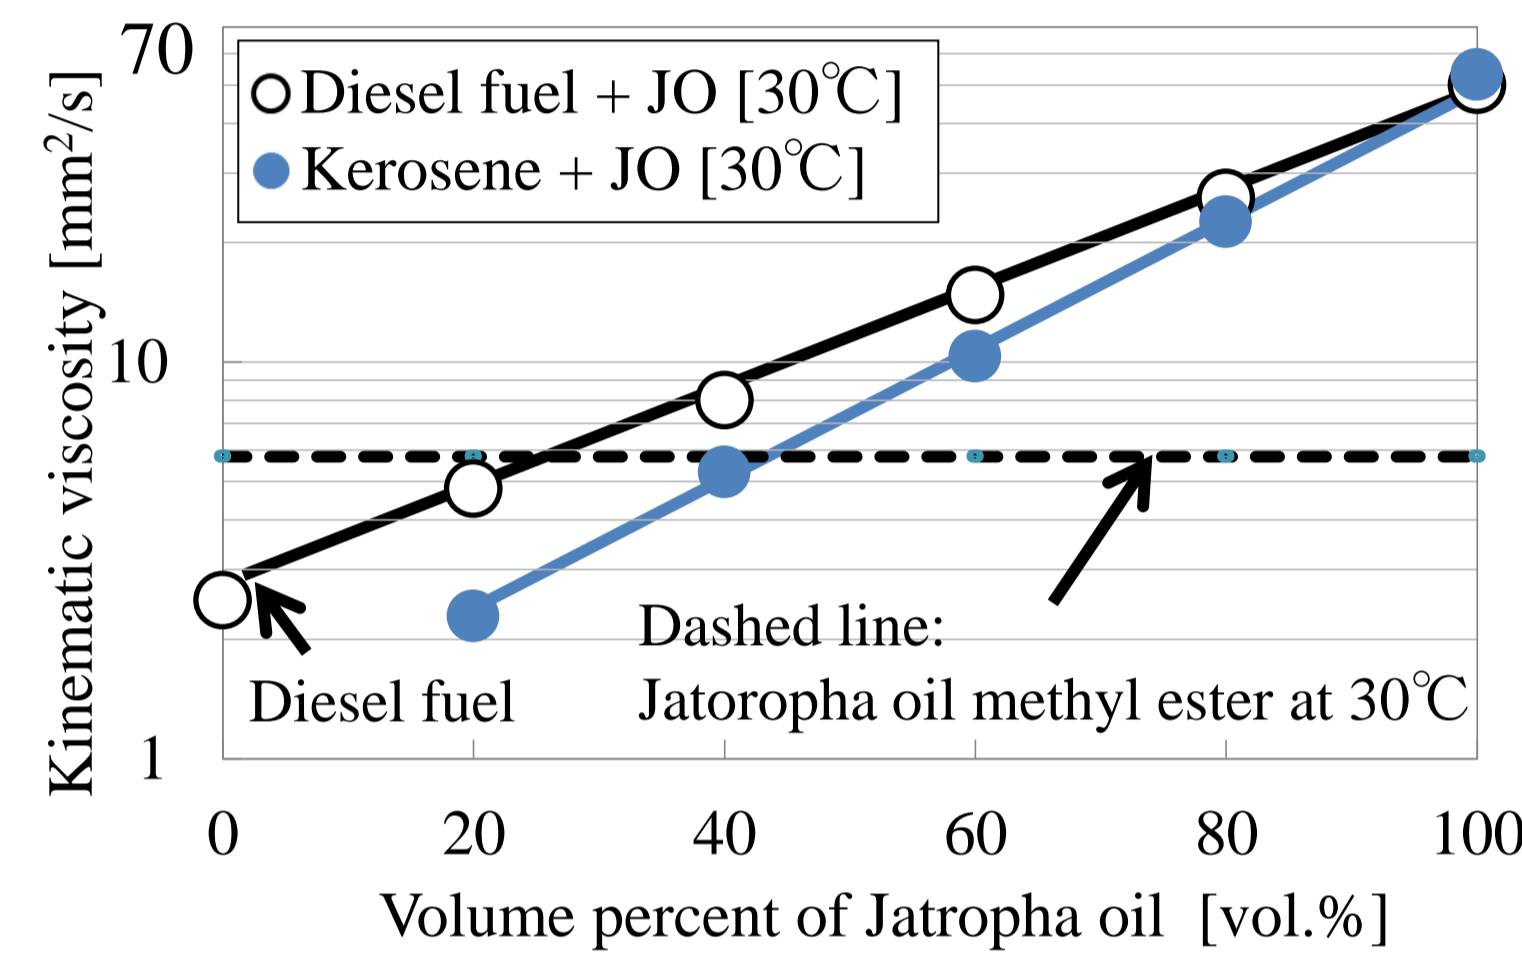 70
Diesel fuel + JO [30℃]
Kerosene + JO [30℃]
Kinematic viscosity [mm²/s]
10
Dashed line:
Jatoropha oil methyl ester at 30℃
Diesel fuel
1
0 20 40 60 80 100
Volume percent of Jatropha oil [vol.%]